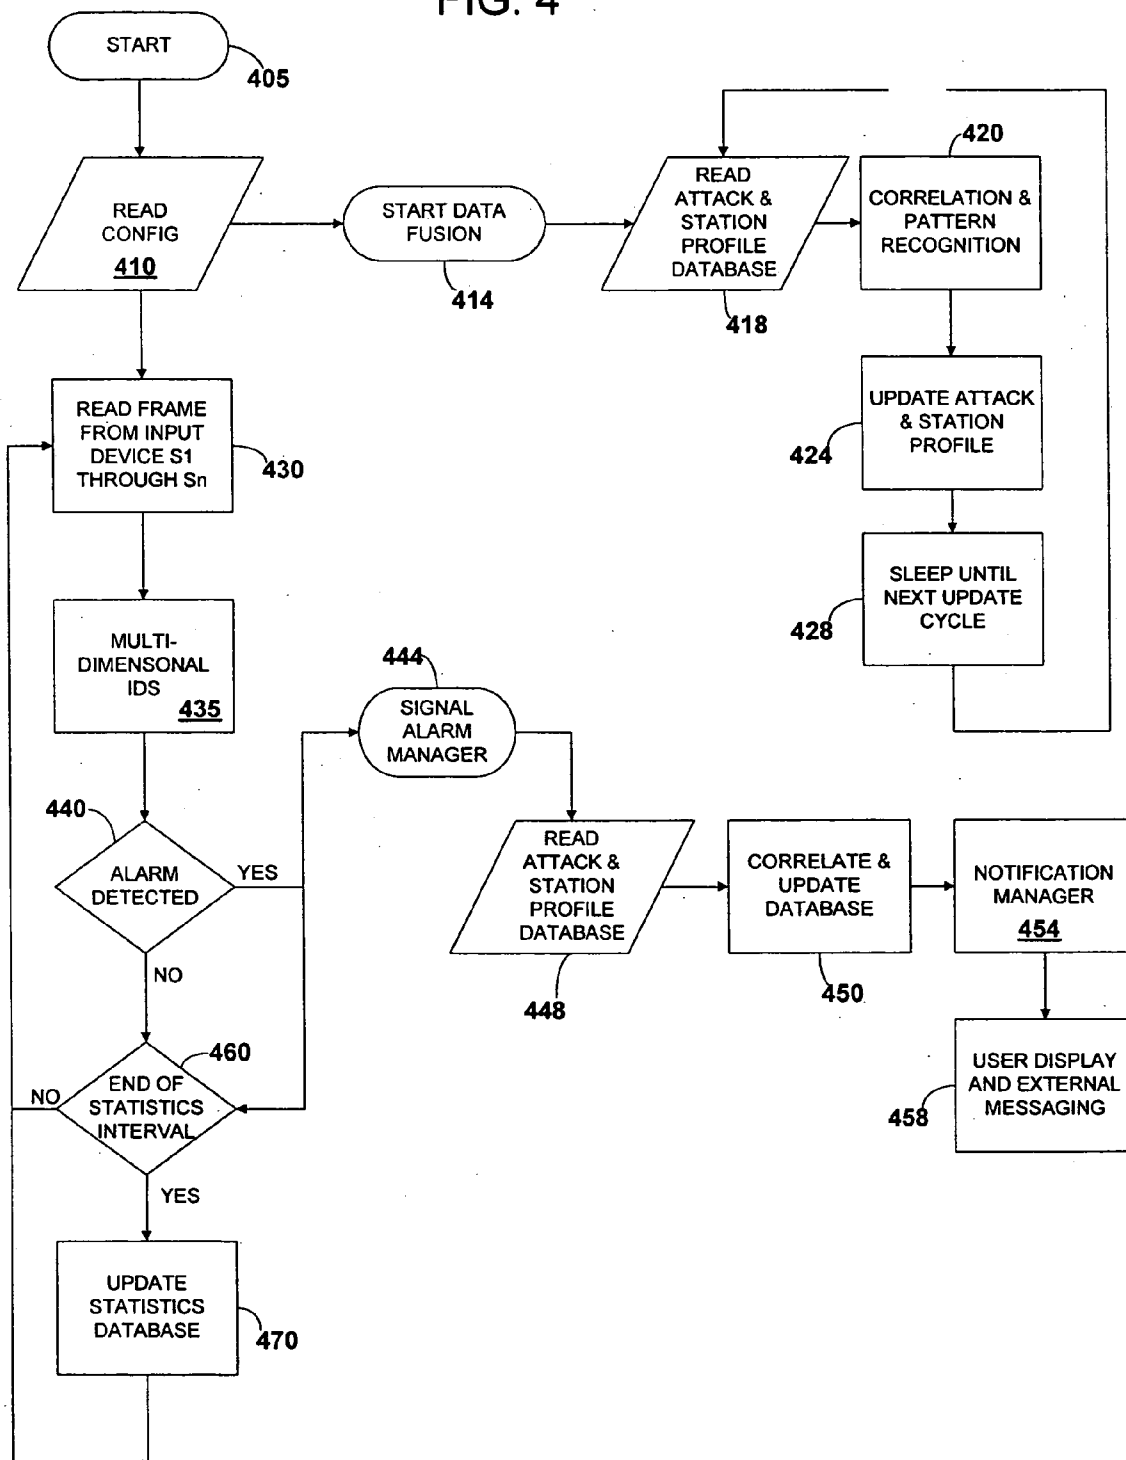 FIG. 4
START
405
READ
CONFIG
410
START DATA
FUSION
414
READ
ATTACK &
STATION
PROFILE
DATABASE
418
420
CORRELATION &
PATTERN
RECOGNITION
UPDATE ATTACK
& STATION
PROFILE
424
SLEEP UNTIL
NEXT UPDATE
CYCLE
428
READ FRAME
FROM INPUT
DEVICE S1
THROUGH Sn
430
MULTI-
DIMENSONAL
IDS
435
444
SIGNAL
ALARM
MANAGER
440
ALARM
DETECTED
YES
NO
READ
ATTACK &
STATION
PROFILE
DATABASE
448
CORRELATE &
UPDATE
DATABASE
450
NOTIFICATION
MANAGER
454
USER DISPLAY
AND EXTERNAL
MESSAGING
458
460
END OF
STATISTICS
INTERVAL
NO
YES
UPDATE
STATISTICS
DATABASE
470